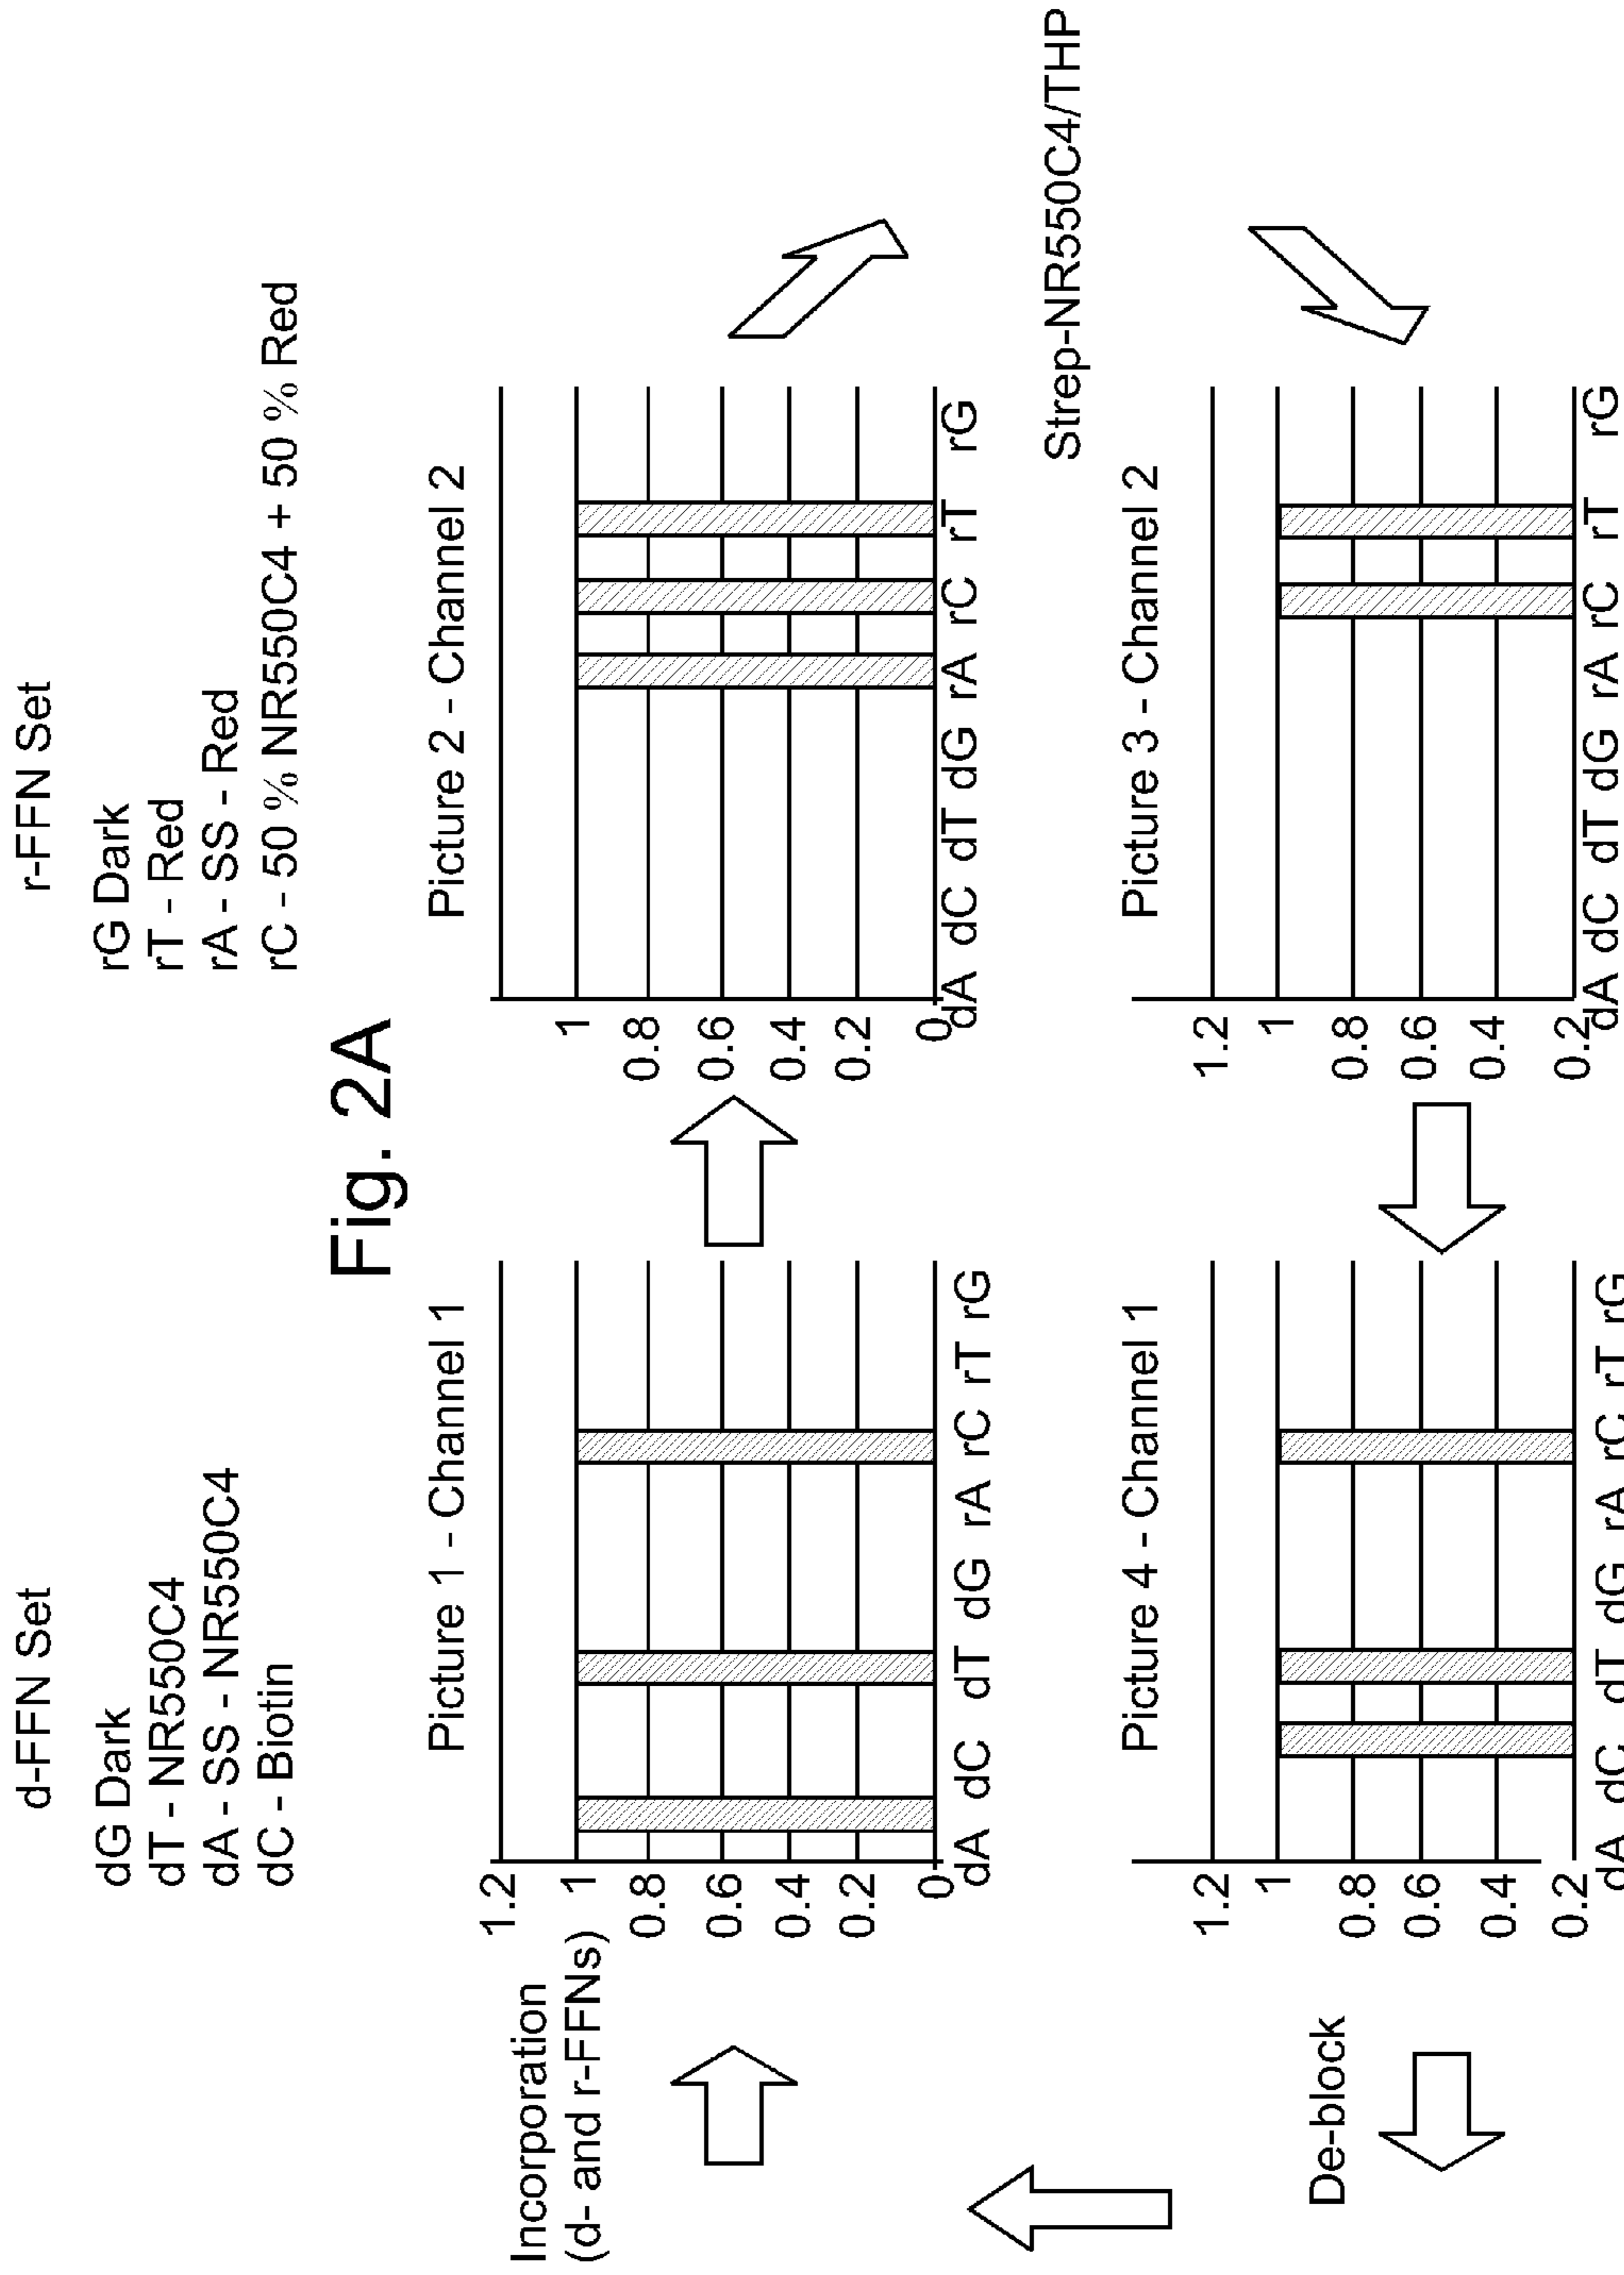 d-FFN Set
dG Dark
dT - NR550C4
dA - SS - NR550C4
dC - Biotin
r-FFN Set
rG Dark
rT - Red
rA - SS - Red
rC - 50 % NR550C4 + 50 % Red
Fig. 2A
Incorporation
(d- and r-FFNs)
Picture 1 - Channel 1
1.2
1
0.8
0.6
0.4
0.2
0
dA dC dT dG rA rC rT rG
Picture 2 - Channel 2
1
0.8
0.6
0.4
0.2
0
dA dC dT dG rA rC rT rG
Strep-NR550C4/THP
De-block
Picture 4 - Channel 1
1.2
1
0.8
0.6
0.4
0.2
dA dC dT dG rA rC rT rG
Picture 3 - Channel 2
1.2
1
0.8
0.6
0.4
0.2
dA dC dT dG rA rC rT rG